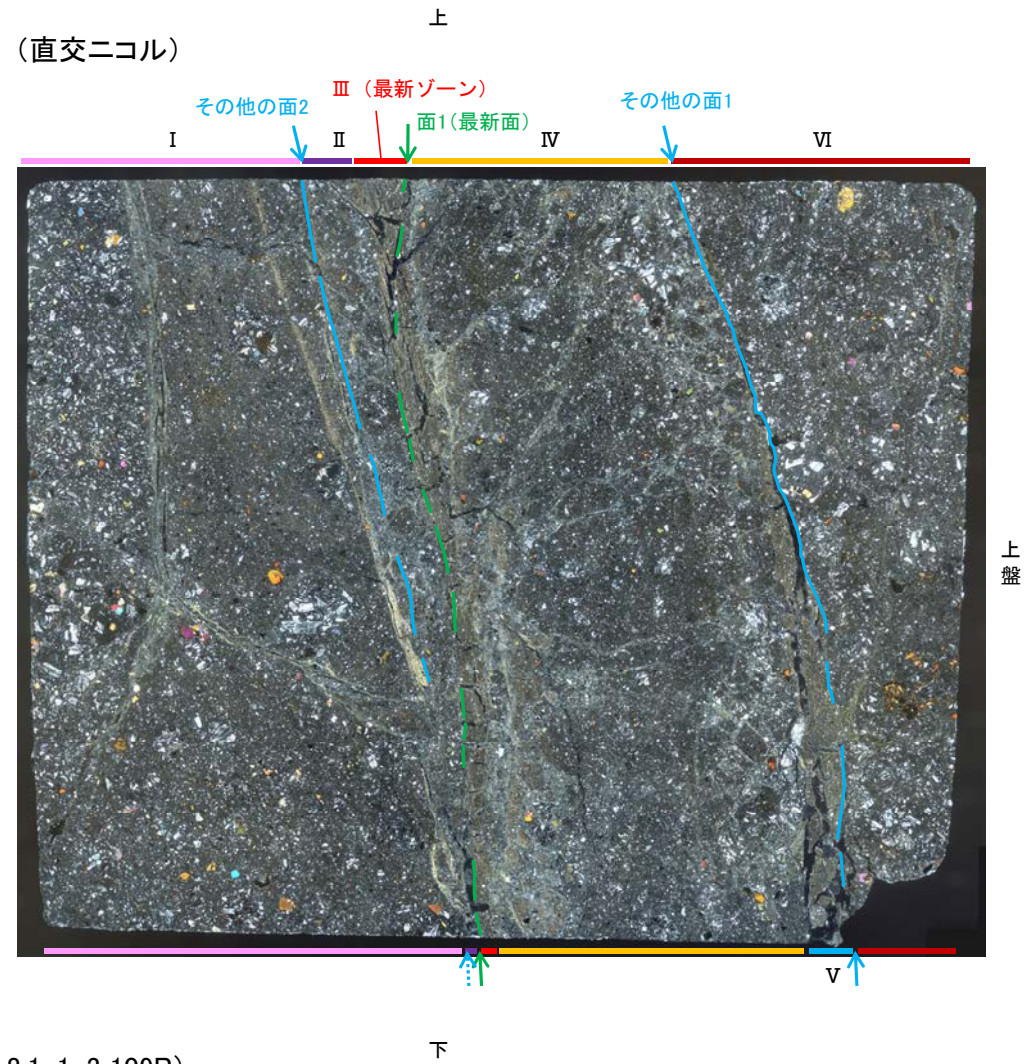 上
(直交ニコル)
Ⅲ (最新ゾーン)
その他の面2
その他の面1
面1(最新面)
Ⅰ
Ⅱ
Ⅳ
Ⅵ
上盤
Ⅴ
下